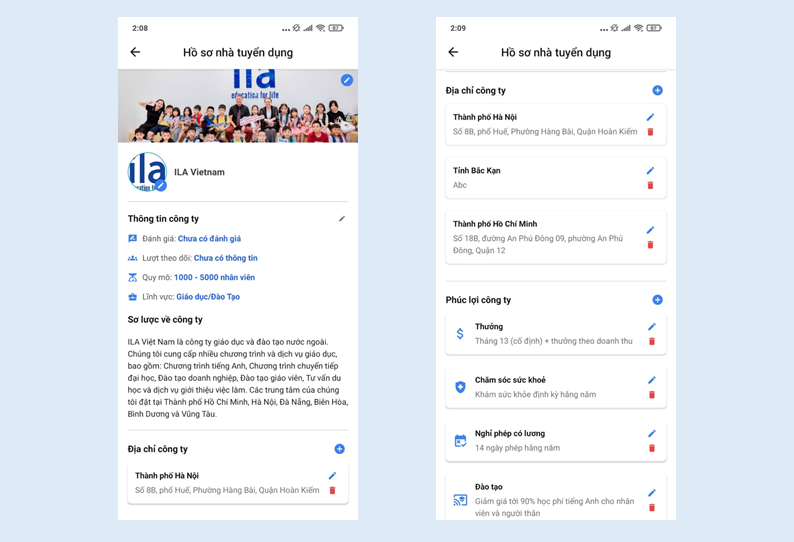 2:08
87
Hồ sơ nhà tuyển dụng
ila
education for life
ila
ILA Vietnam
Thông tin công ty
Đánh giá: Chưa có đánh giá
Lượt theo dõi: Chưa có thông tin
Quy mô: 1000 - 5000 nhân viên
Lĩnh vực: Giáo dục/Đào Tạo
Sơ lược về công ty
ILA Việt Nam là công ty giáo dục và đào tạo nước ngoài.
Chúng tôi cung cấp nhiều chương trình và dịch vụ giáo dục,
bao gồm: Chương trình tiếng Anh, Chương trình chuyển tiếp
đại học, Đào tạo doanh nghiệp, Đào tạo giáo viên, Tư vấn du
học và dịch vụ giới thiệu việc làm. Các trung tâm của chúng
tôi đặt tại Thành phố Hồ Chí Minh, Hà Nội, Đà Nẵng, Biên Hòa,
Bình Dương và Vũng Tàu.
Địa chỉ công ty
Thành phố Hà Nội
Số 8B, phố Huế, Phường Hàng Bài, Quận Hoàn Kiếm
2:09
87
Hồ sơ nhà tuyển dụng
Địa chỉ công ty
Thành phố Hà Nội
Số 8B, phố Huế, Phường Hàng Bài, Quận Hoàn Kiếm
Tỉnh Bắc Kạn
Abc
Thành phố Hồ Chí Minh
Số 18B, đường An Phú Đông 09, phường An Phú
Đông, Quận 12
Phúc lợi công ty
Thưởng
Tháng 13 (cố định) + thưởng theo doanh thu
Chăm sóc sức khoẻ
Khám sức khỏe định kỳ hằng năm
Nghỉ phép có lương
14 ngày phép hàng năm
Đào tạo
Giảm giá tới 90% học phí tiếng Anh cho nhân
viên và người thân